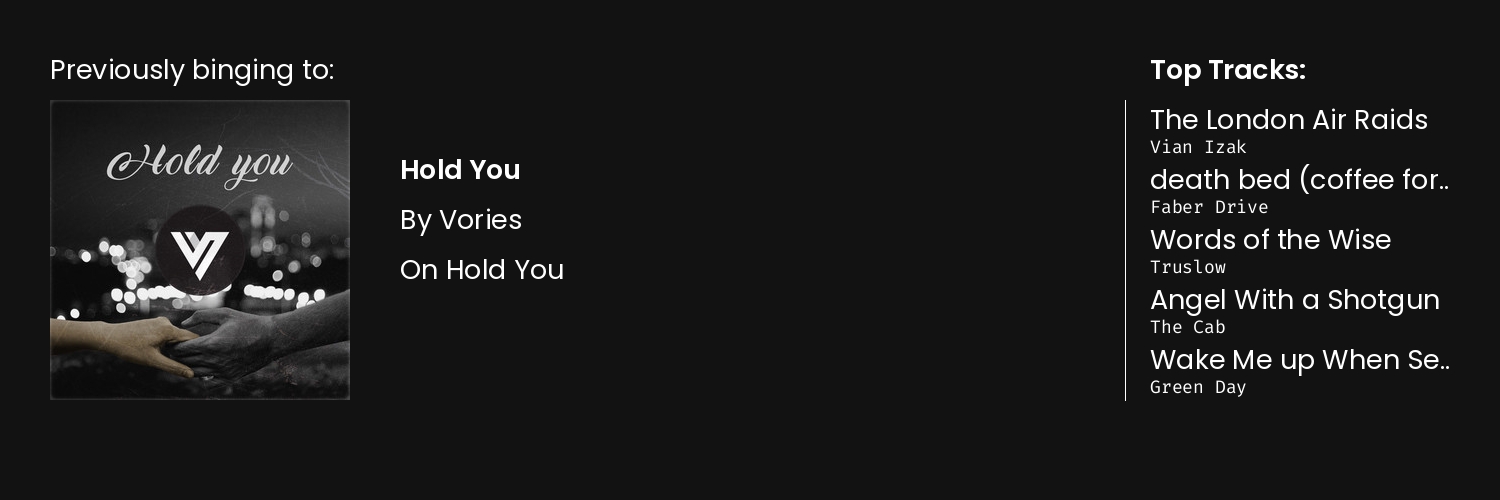 Previously binging to:
Hold you
Hold You
By Vories
On Hold You
Top Tracks:
The London Air Raids
Vian Izak
death bed (coffee for..
Faber Drive
Words of the Wise
Truslow
Angel With a Shotgun
The Cab
Wake Me up When Se..
Green Day